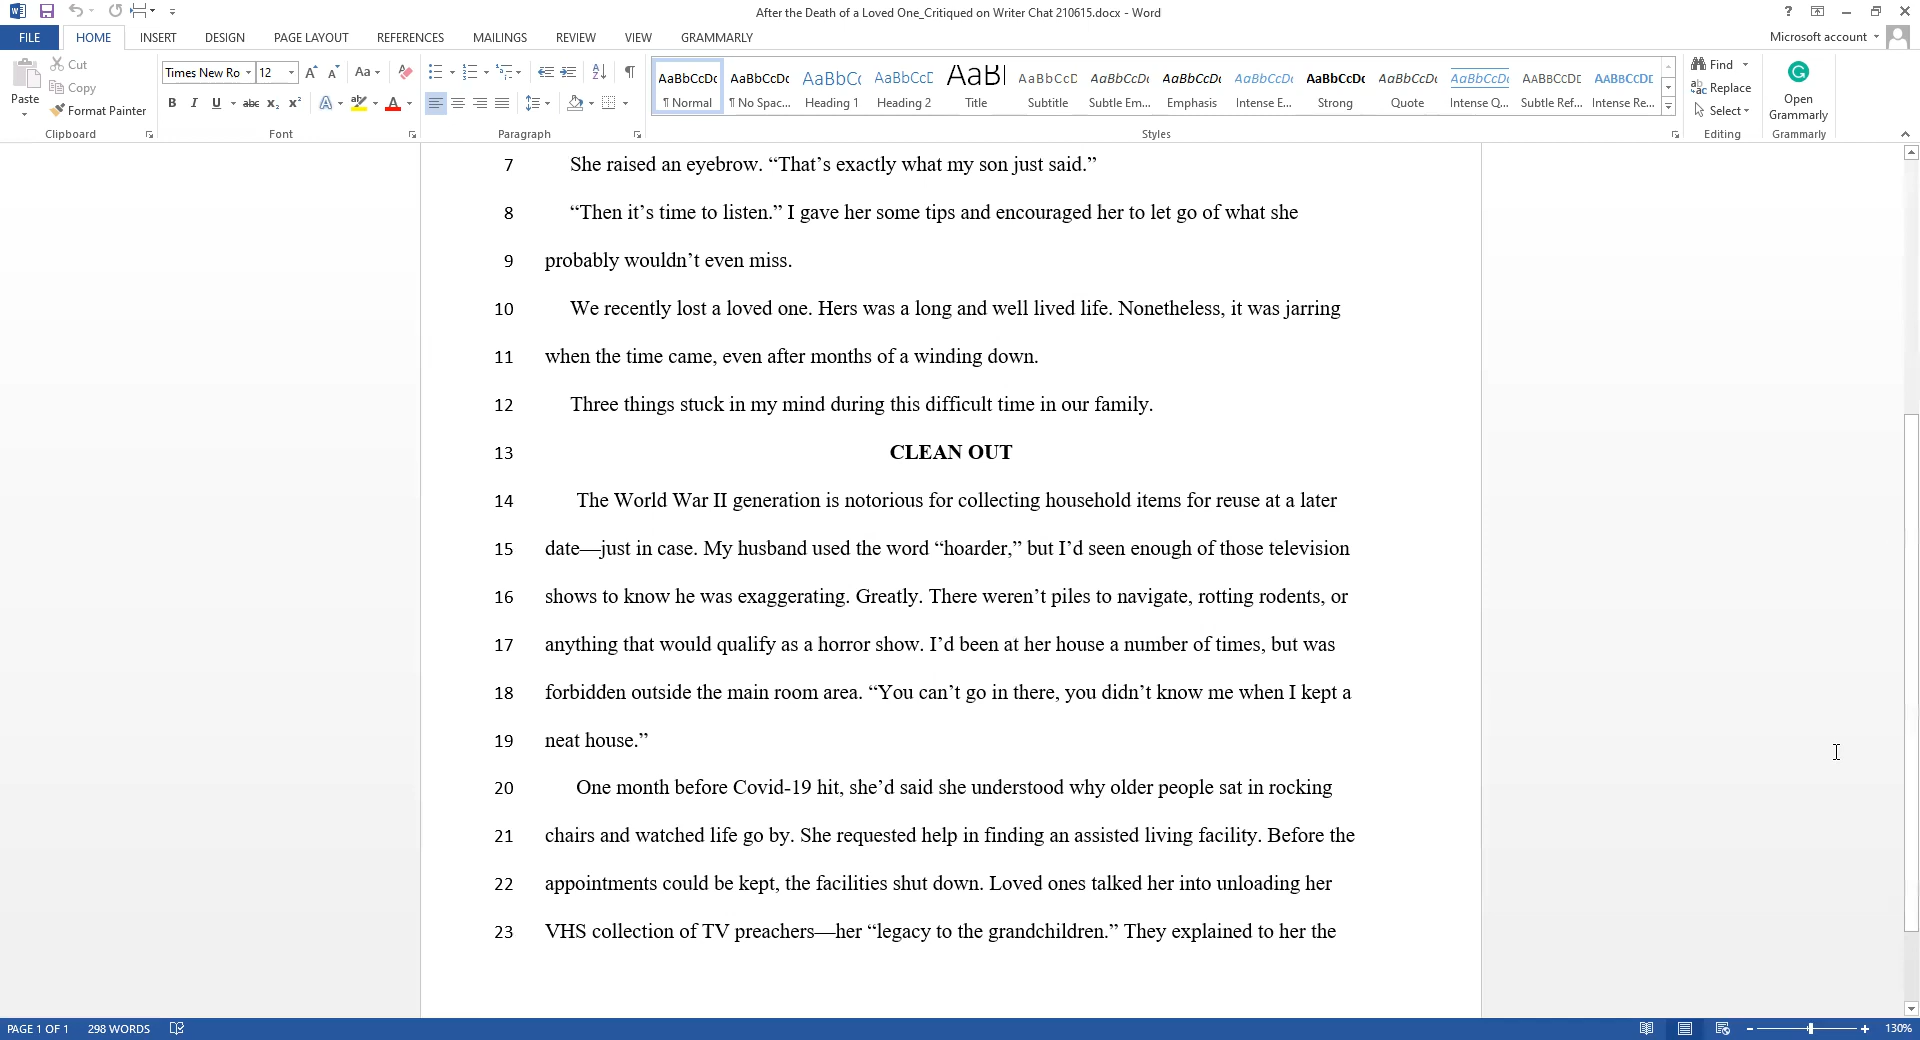 After the Death of a Loved One_Critiqued on Writer Chat 210615.docx - Word
FILE HOME INSERT DESIGN PAGE LAYOUT REFERENCES MAILINGS REVIEW VIEW GRAMMARLY Microsoft account
Paste Cut Copy Format Painter
Clipboard
Times New Ro 12
Font
Paragraph
AaBbCcDc AaBbCcDc AaBbC( AaBbCcE AaBl AaBbCcD AaBbCcDc AaBbCcDc AaBbCcDc AaBbCcDc AaBbCcDc AaBbCcDc AABBCCDE AABBCCDE
¶ Normal ¶ No Spac... Heading 1 Heading 2 Title Subtitle Subtle Em... Emphasis Intense E... Strong Quote Intense Q... Subtle Ref... Intense Re...
Styles
Find
Replace
Select
Editing
Open
Grammarly
Grammarly
7 She raised an eyebrow. “That’s exactly what my son just said.”
8 “Then it’s time to listen.” I gave her some tips and encouraged her to let go of what she
9 probably wouldn’t even miss.
10 We recently lost a loved one. Hers was a long and well lived life. Nonetheless, it was jarring
11 when the time came, even after months of a winding down.
12 Three things stuck in my mind during this difficult time in our family.
13 CLEAN OUT
14 The World War II generation is notorious for collecting household items for reuse at a later
15 date—just in case. My husband used the word “hoarder,” but I’d seen enough of those television
16 shows to know he was exaggerating. Greatly. There weren’t piles to navigate, rotting rodents, or
17 anything that would qualify as a horror show. I’d been at her house a number of times, but was
18 forbidden outside the main room area. “You can’t go in there, you didn’t know me when I kept a
19 neat house.”
20 One month before Covid-19 hit, she’d said she understood why older people sat in rocking
21 chairs and watched life go by. She requested help in finding an assisted living facility. Before the
22 appointments could be kept, the facilities shut down. Loved ones talked her into unloading her
23 VHS collection of TV preachers—her “legacy to the grandchildren.” They explained to her the
PAGE 1 OF 1 298 WORDS 130%